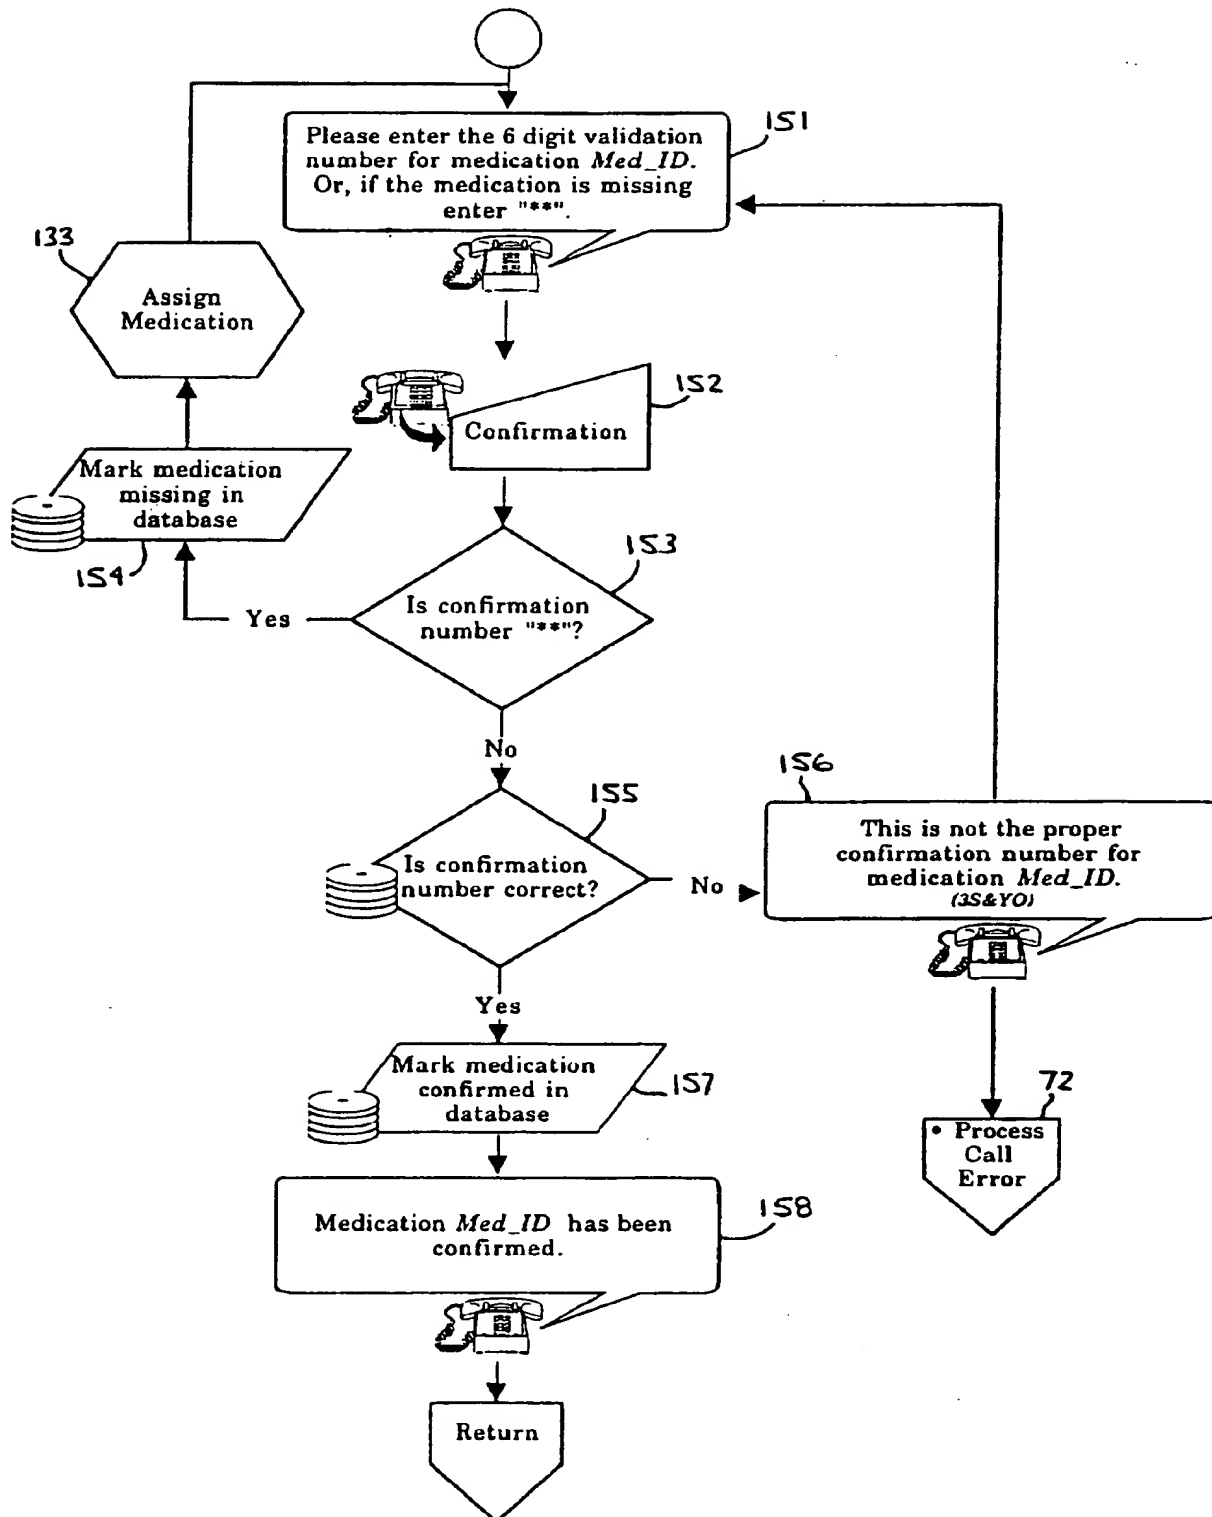 151
Please enter the 6 digit validation
number for medication Med_ID.
Or, if the medication is missing
enter "**".
133
Assign
Medication
152
Confirmation
Mark medication
missing in
database
154
153
Is confirmation
number "**"?
Yes
No
155
Is confirmation
number correct?
No
156
This is not the proper
confirmation number for
medication Med_ID.
(3S&YO)
Yes
Mark medication
confirmed in
database
157
72
• Process
Call
Error
158
Medication Med_ID has been
confirmed.
Return